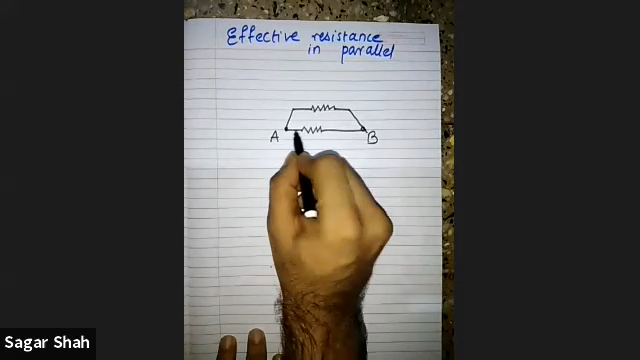 Effective resistance
in parallel
A
B
Sagar Shah